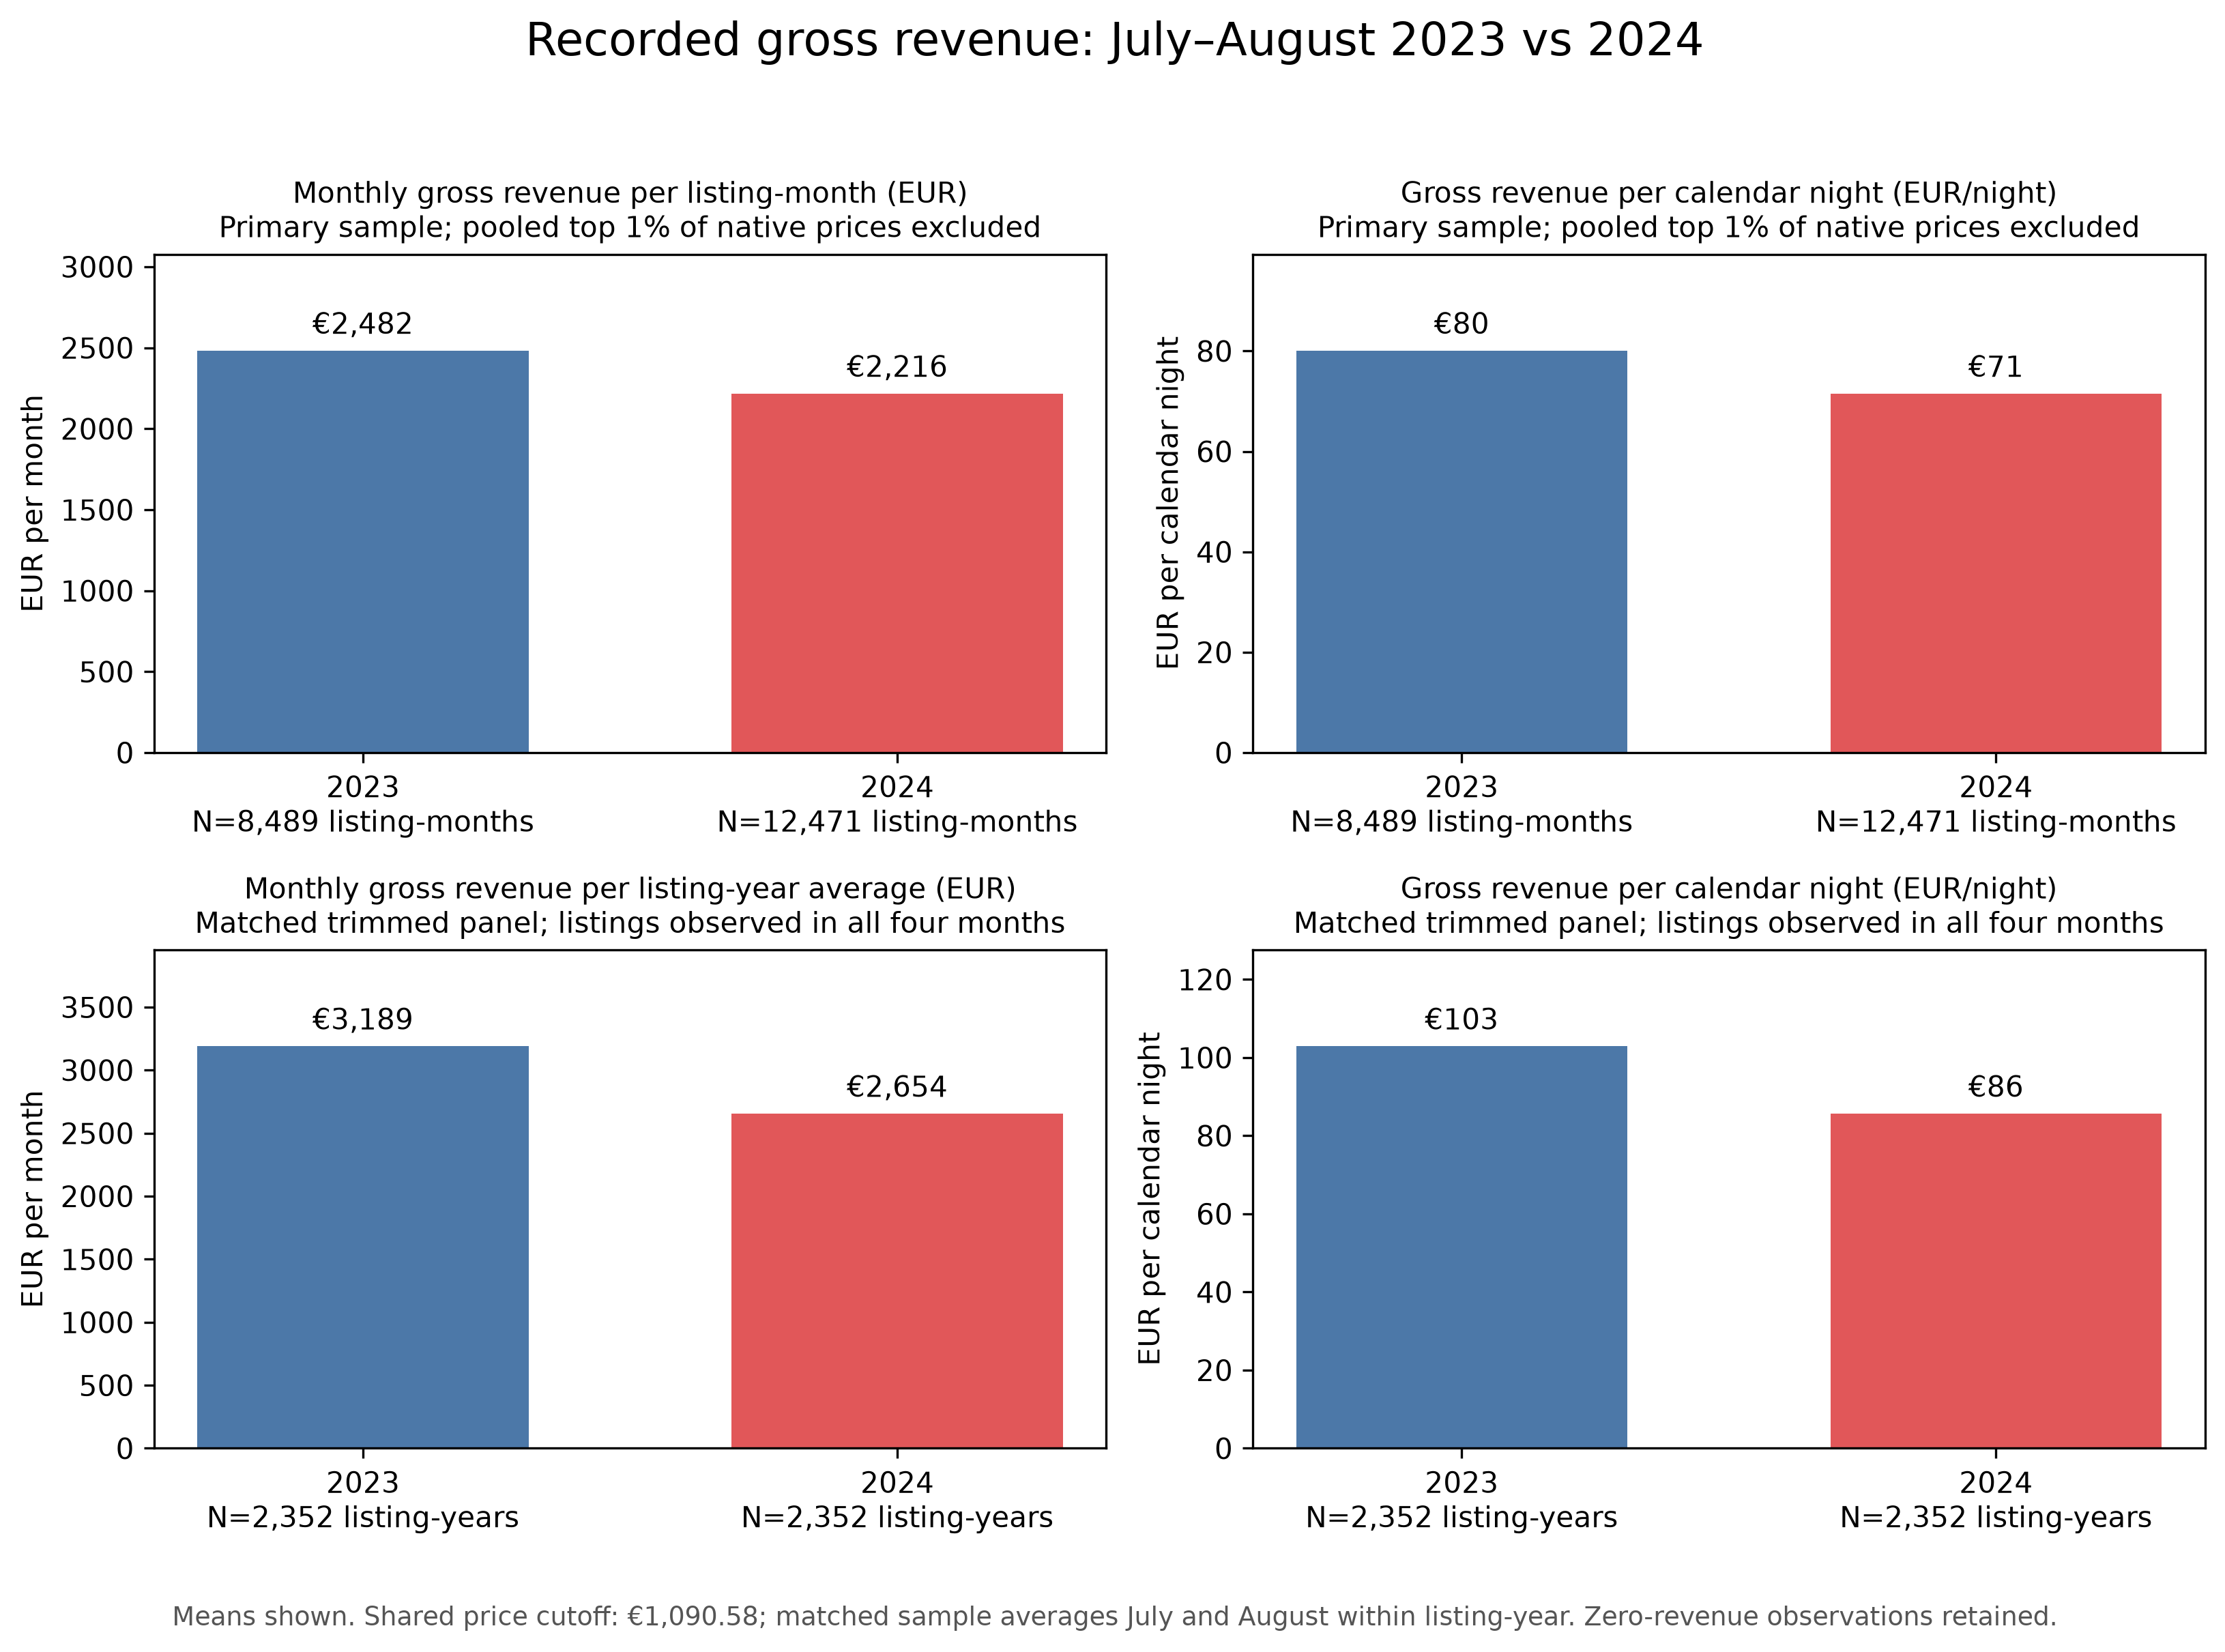 Recorded gross revenue: July–August 2023 vs 2024
Monthly gross revenue per listing-month (EUR)
Primary sample; pooled top 1% of native prices excluded
EUR per month
3000
2500
2000
1500
1000
500
0
€2,482
€2,216
2023
N=8,489 listing-months
2024
N=12,471 listing-months
Gross revenue per calendar night (EUR/night)
Primary sample; pooled top 1% of native prices excluded
EUR per calendar night
80
60
40
20
0
€80
€71
2023
N=8,489 listing-months
2024
N=12,471 listing-months
Monthly gross revenue per listing-year average (EUR)
Matched trimmed panel; listings observed in all four months
EUR per month
3500
3000
2500
2000
1500
1000
500
0
€3,189
€2,654
2023
N=2,352 listing-years
2024
N=2,352 listing-years
Gross revenue per calendar night (EUR/night)
Matched trimmed panel; listings observed in all four months
EUR per calendar night
120
100
80
60
40
20
0
€103
€86
2023
N=2,352 listing-years
2024
N=2,352 listing-years
Means shown. Shared price cutoff: €1,090.58; matched sample averages July and August within listing-year. Zero-revenue observations retained.